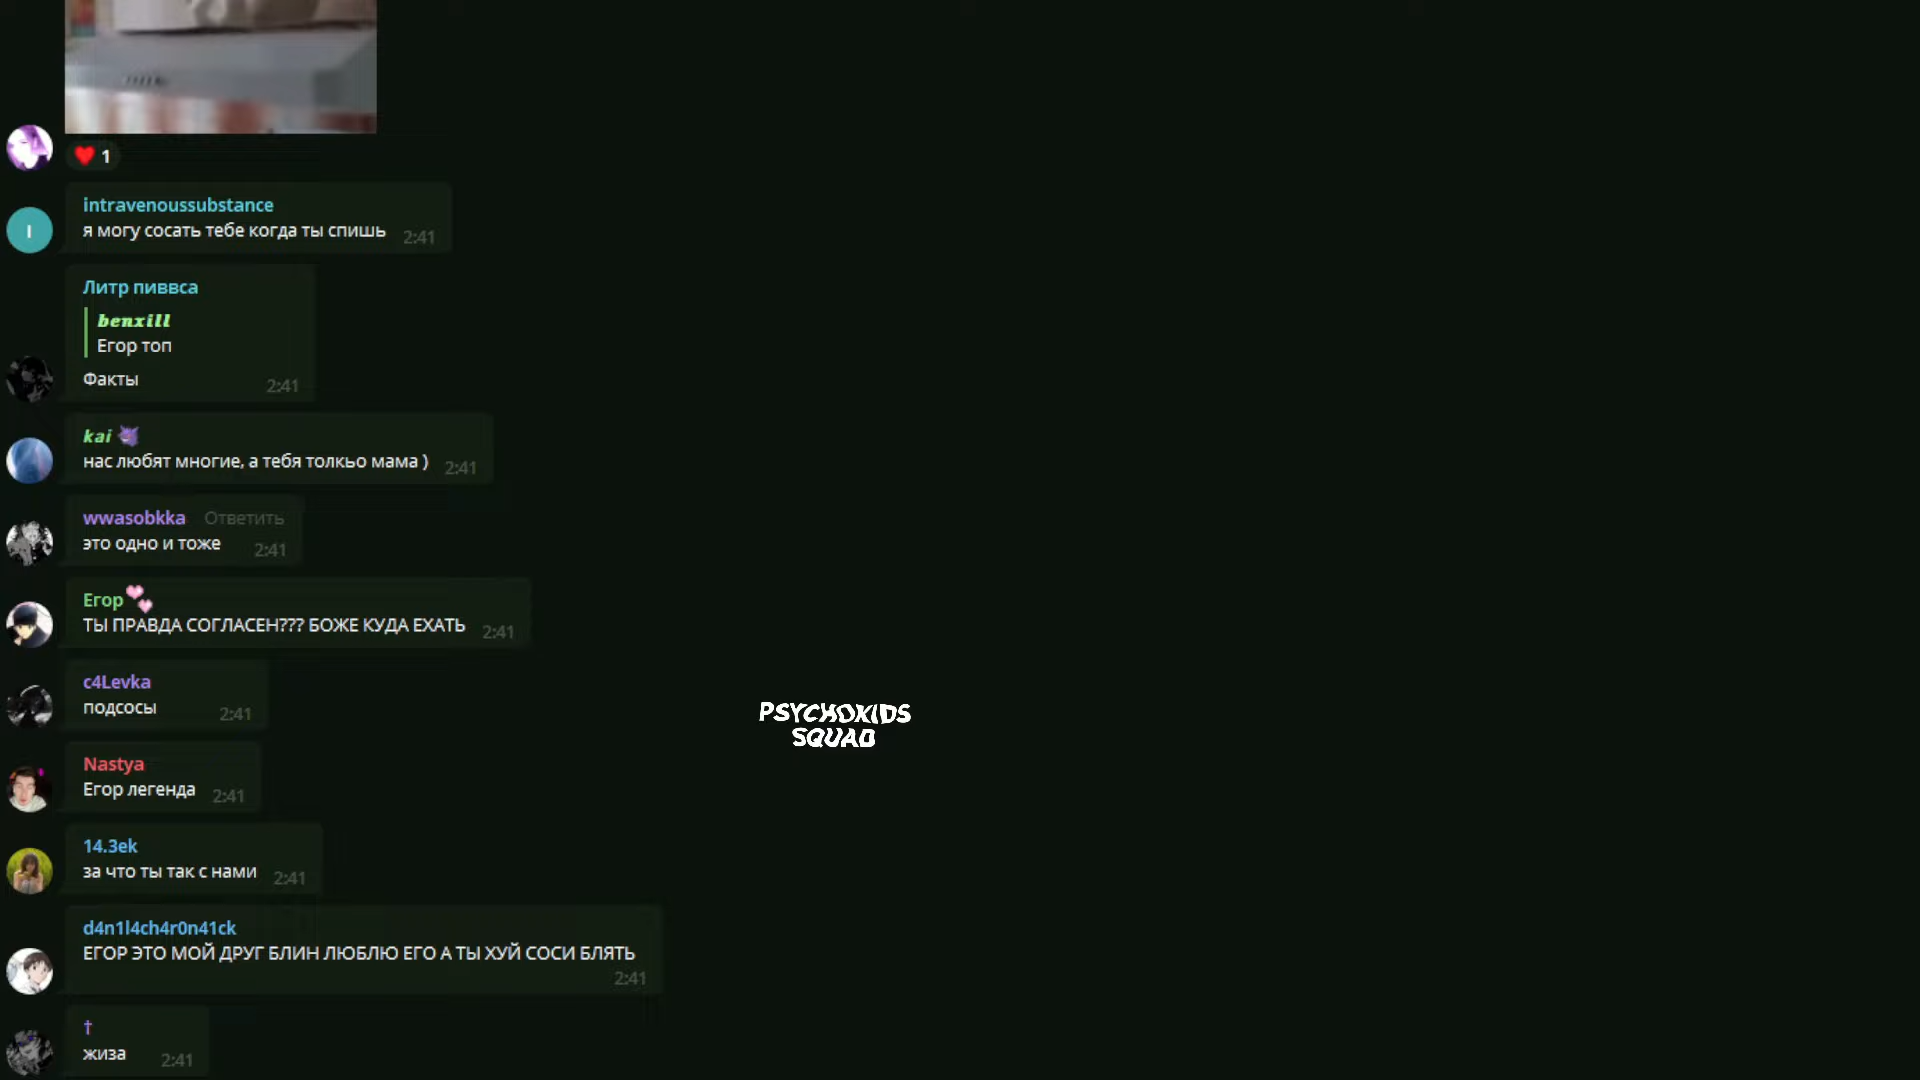 1
intravenoussubstance
я могу сосать тебе когда ты спишь 2:41
I
Литр пиввса
benxill
Егор топ
Факты 2:41
kai
нас любят многие, а тебя толкьо мама ) 2:41
wwasobkka Ответить
это одно и тоже 2:41
Егор
ТЫ ПРАВДА СОГЛАСЕН??? БОЖЕ КУДА ЕХАТЬ 2:41
c4Levka
подсосы 2:41
PSYCHOKIDS
SQUAD
Nastya
Егор легенда 2:41
14.3ek
за что ты так с нами 2:41
d4n1l4ch4r0n41ck
ЕГОР ЭТО МОЙ ДРУГ БЛИН ЛЮБЛЮ ЕГО А ТЫ ХУЙ СОСИ БЛЯТЬ
2:41
†
жиза 2:41